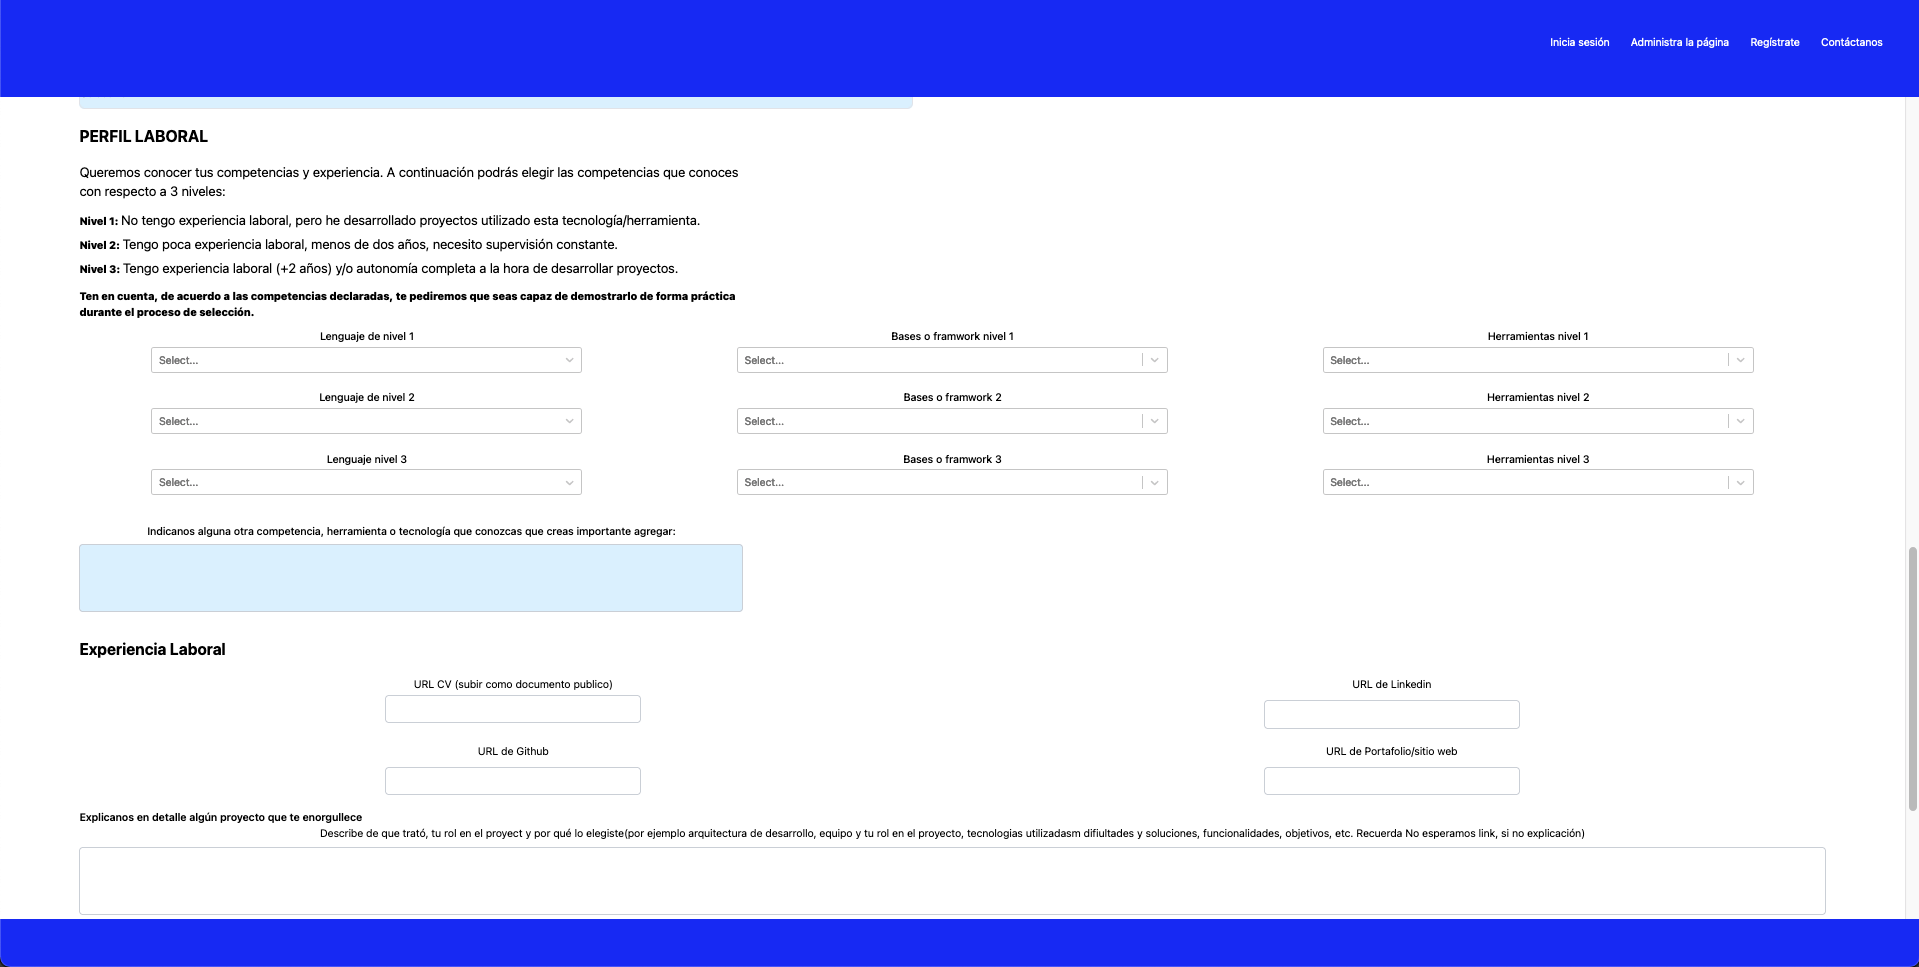 Inicia sesión Administra la página Regístrate Contáctanos
PERFIL LABORAL
Queremos conocer tus competencias y experiencia. A continuación podrás elegir las competencias que conoces
con respecto a 3 niveles:
Nivel 1: No tengo experiencia laboral, pero he desarrollado proyectos utilizado esta tecnología/herramienta.
Nivel 2: Tengo poca experiencia laboral, menos de dos años, necesito supervisión constante.
Nivel 3: Tengo experiencia laboral (+2 años) y/o autonomía completa a la hora de desarrollar proyectos.
Ten en cuenta, de acuerdo a las competencias declaradas, te pediremos que seas capaz de demostrarlo de forma práctica
durante el proceso de selección.
Lenguaje de nivel 1 Bases o framwork nivel 1 Herramientas nivel 1
Select... Select... Select...
Lenguaje de nivel 2 Bases o framwork 2 Herramientas nivel 2
Select... Select... Select...
Lenguaje nivel 3 Bases o framwork 3 Herramientas nivel 3
Select... Select... Select...
Indicanos alguna otra competencia, herramienta o tecnología que conozcas que creas importante agregar:
Experiencia Laboral
URL CV (subir como documento publico) URL de Linkedin
URL de Github URL de Portafolio/sitio web
Explicanos en detalle algún proyecto que te enorgullece
Describe de que trató, tu rol en el proyect y por qué lo elegiste(por ejemplo arquitectura de desarrollo, equipo y tu rol en el proyecto, tecnologias utilizadasm difiultades y soluciones, funcionalidades, objetivos, etc. Recuerda No esperamos link, si no explicación)